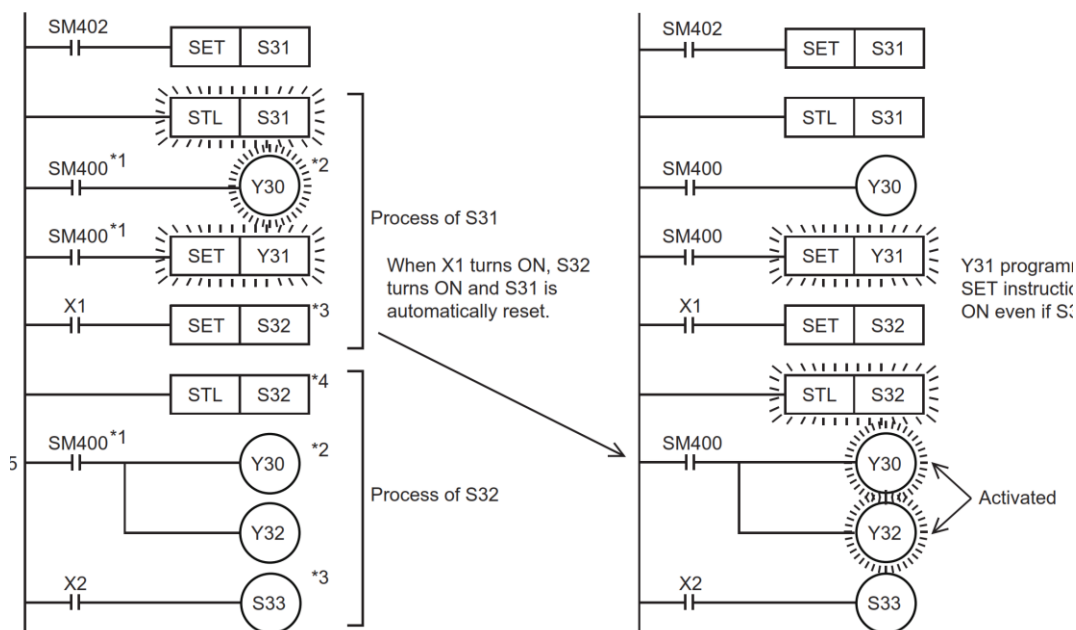 SM402
SET S31
STL S31
SM400*1
Y30 *2
SM400*1
SET Y31
X1
SET S32 *3
Process of S31
When X1 turns ON, S32
turns ON and S31 is
automatically reset.
STL S32 *4
5
SM400*1
Y30 *2
Y32
X2
S33 *3
Process of S32
SM402
SET S31
STL S31
SM400
Y30
SM400
SET Y31
Y31 program
SET instructio
ON even if S3
X1
SET S32
STL S32
SM400
Y30
Y32
Activated
X2
S33